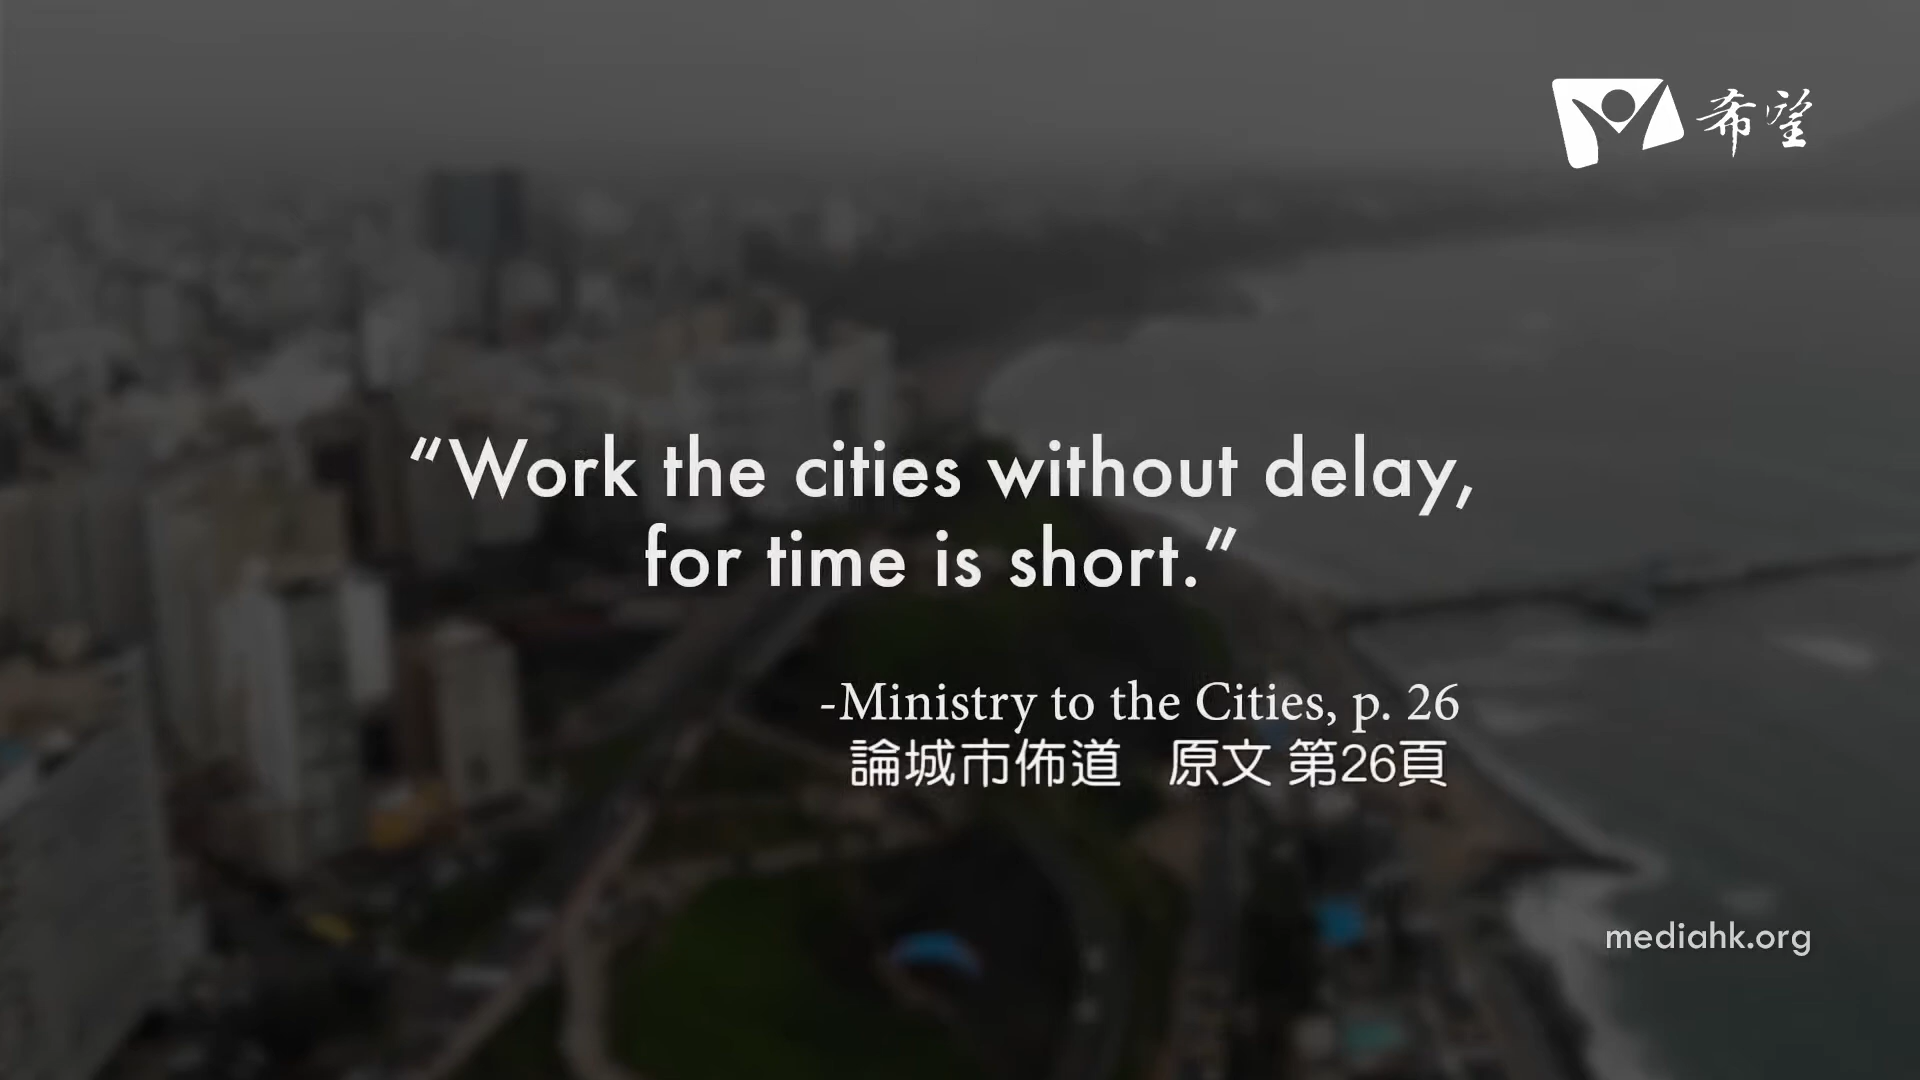 希望
“Work the cities without delay,
for time is short.”
-Ministry to the Cities, p. 26
論城市佈道 原文 第26頁
mediahk.org